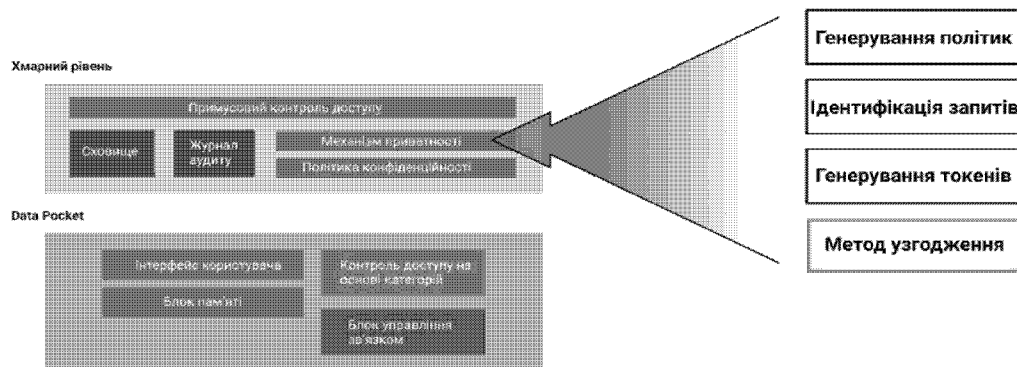 Хмарний рівень
Примусовий контроль доступу
Сховище
Журнал
аудиту
Механізм приватності
Політика конфіденційності
Data Pocket
Інтерфейс користувача
Блок пам'яті
Контроль доступу на
основі категорій
Блок управління
зв'язком
Генерування політик
Ідентифікація запитів
Генерування токенів
Метод узгодження